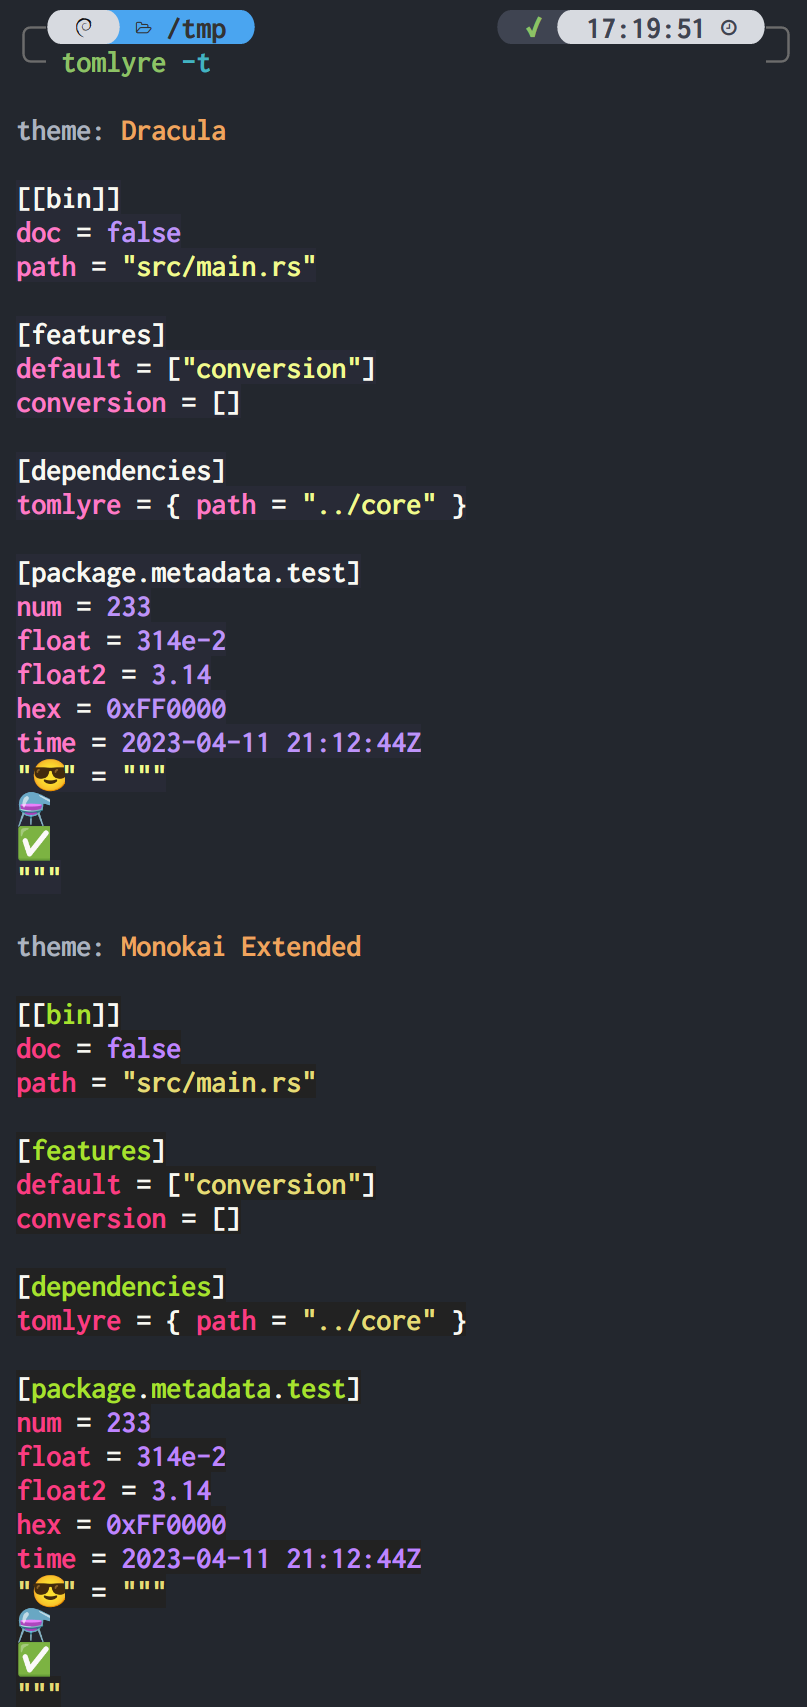 /tmp ✔ 17:19:51
tomlyre -t
theme: Dracula
[[bin]]
doc = false
path = "src/main.rs"
[features]
default = ["conversion"]
conversion = []
[dependencies]
tomlyre = { path = "../core" }
[package.metadata.test]
num = 233
float = 314e-2
float2 = 3.14
hex = 0xFF0000
time = 2023-04-11 21:12:44Z
"😎" = """
⚗️
✅
"""
theme: Monokai Extended
[[bin]]
doc = false
path = "src/main.rs"
[features]
default = ["conversion"]
conversion = []
[dependencies]
tomlyre = { path = "../core" }
[package.metadata.test]
num = 233
float = 314e-2
float2 = 3.14
hex = 0xFF0000
time = 2023-04-11 21:12:44Z
"😎" = """
⚗️
✅
"""